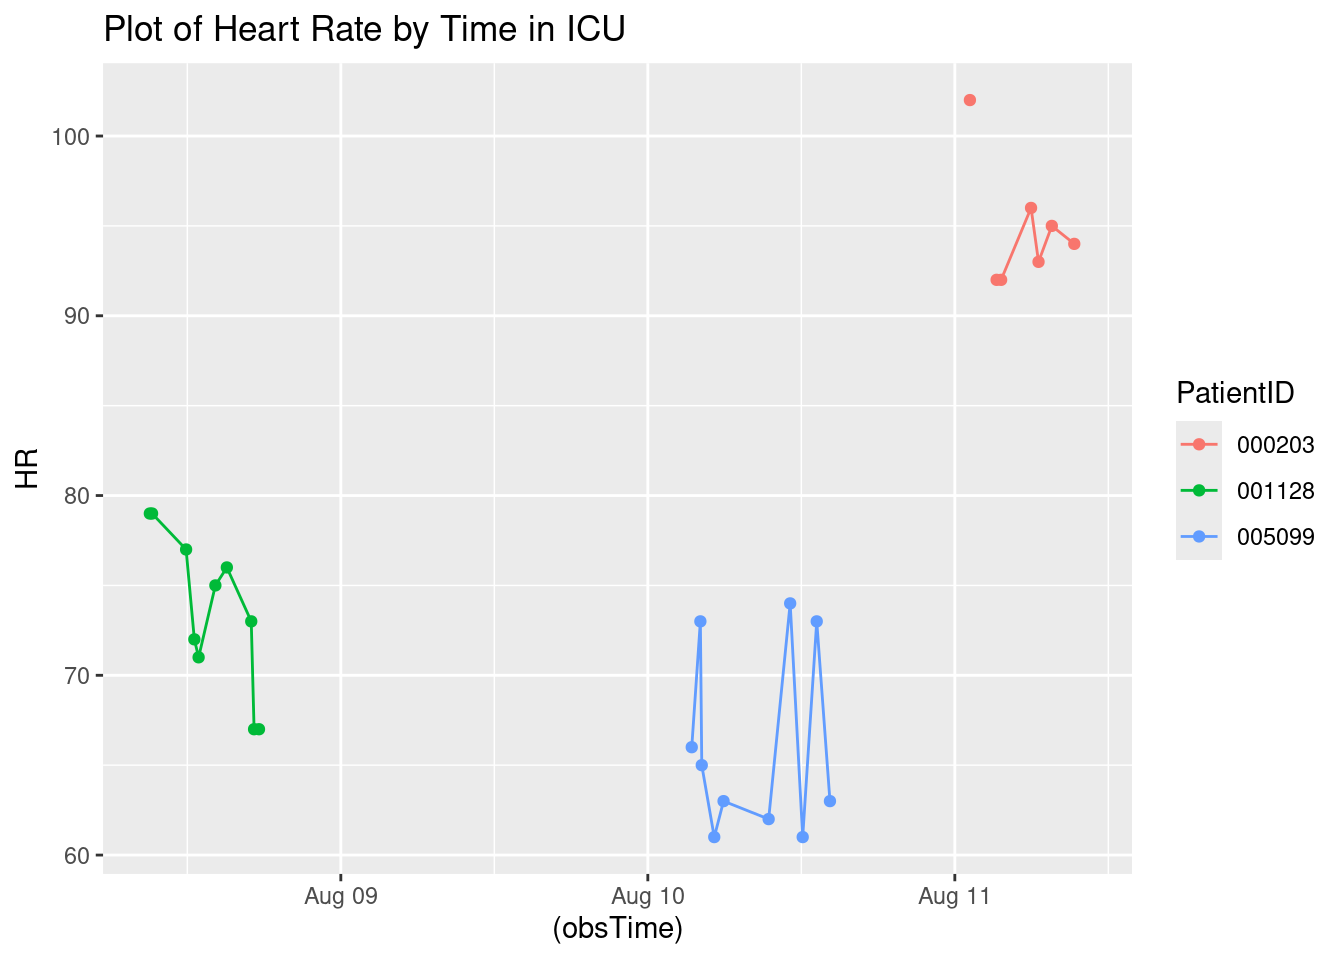 Plot of Heart Rate by Time in ICU
100
90
80
70
60
HR
Aug 09
Aug 10
Aug 11
(obsTime)
PatientID
000203
001128
005099